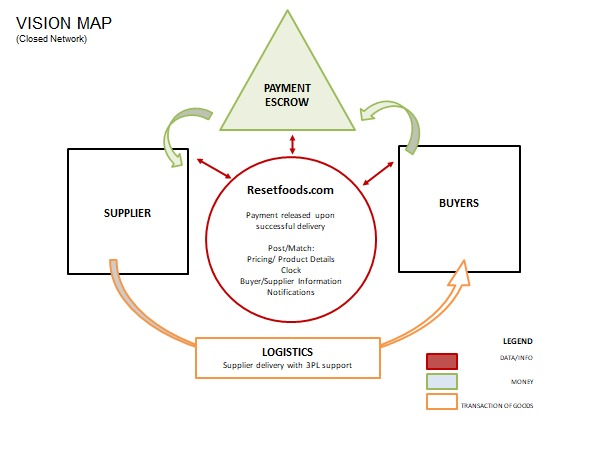 VISION MAP
(Closed Network)
PAYMENT
ESCROW
SUPPLIER
Resetfoods.com
Payment released upon
successful delivery
Post/Match:
Pricing/ Product Details
Clock
Buyer/Supplier Information
Notifications
BUYERS
LOGISTICS
Supplier delivery with 3PL support
LEGEND
DATA/INFO
MONEY
TRANSACTION OF GOODS